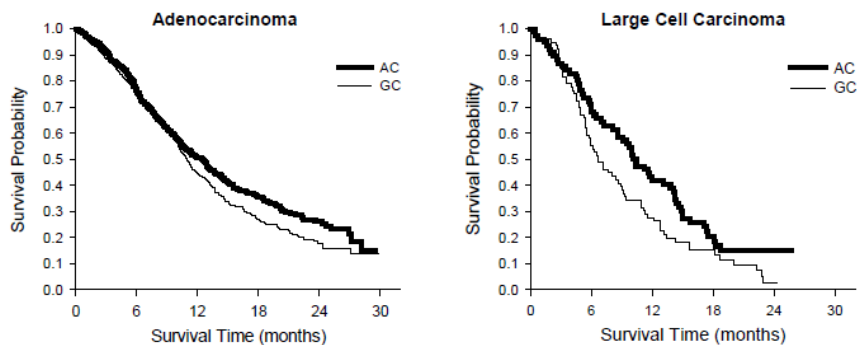 Adenocarcinoma
1.0
0.9
0.8
0.7
0.6
0.5
0.4
0.3
0.2
0.1
0.0
Survival Probability
AC
GC
0 6 12 18 24 30
Survival Time (months)
Large Cell Carcinoma
1.0
0.9
0.8
0.7
0.6
0.5
0.4
0.3
0.2
0.1
0.0
Survival Probability
AC
GC
0 6 12 18 24 30
Survival Time (months)